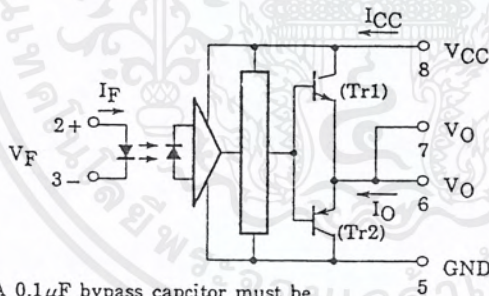 ICC
VCC
8
IF
(Tr1)
2+
VO
VF
7
VO
3-
IO
6
(Tr2)
GND
5
A 0.1μF bypass capcitor must be